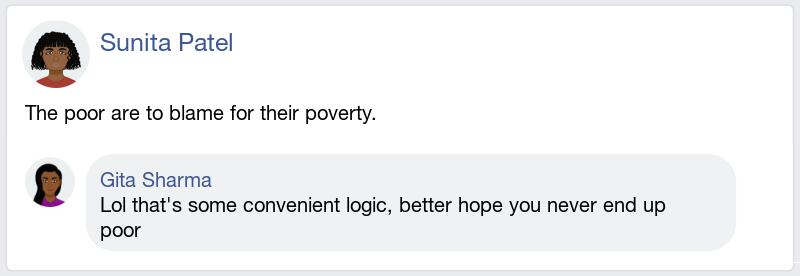 Sunita Patel
The poor are to blame for their poverty.
Gita Sharma
Lol that's some convenient logic, better hope you never end up
poor